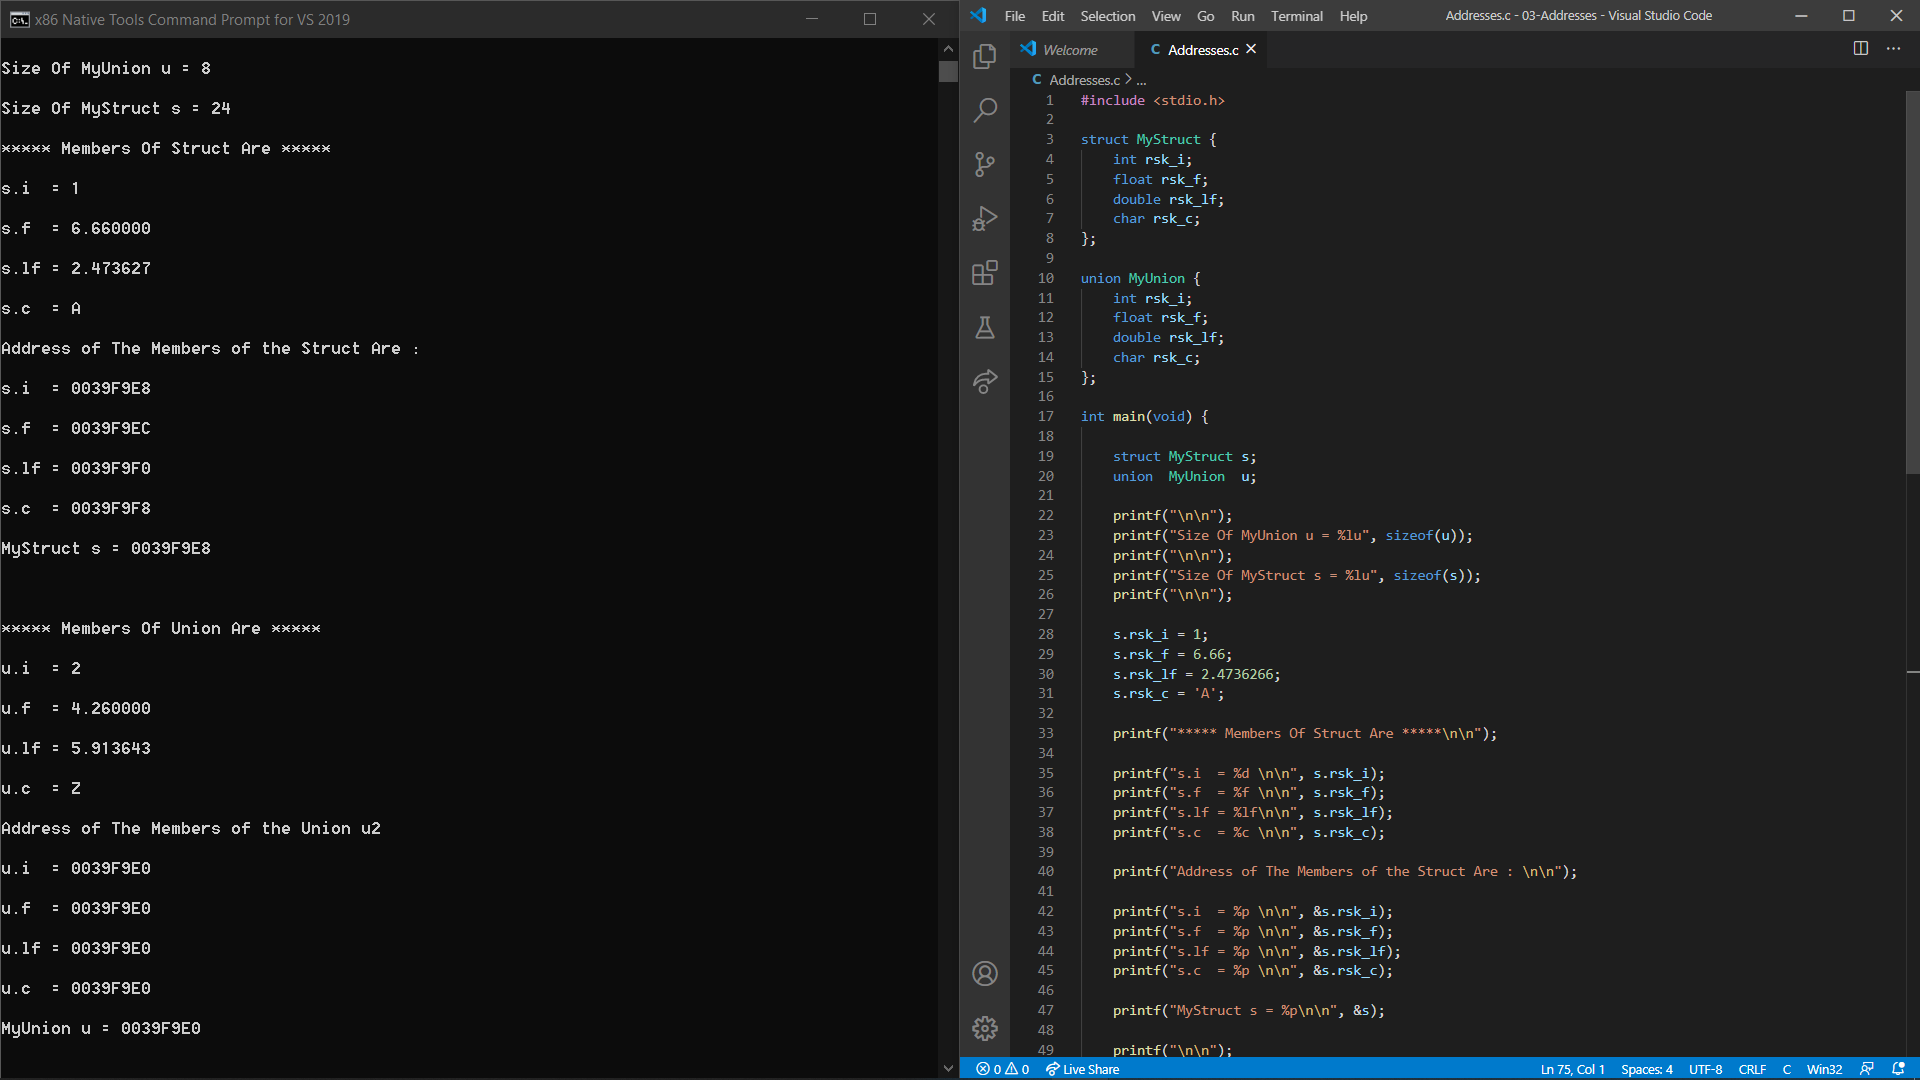 x86 Native Tools Command Prompt for VS 2019
Size Of MyUnion u = 8
Size Of MyStruct s = 24
***** Members Of Struct Are *****
s.i  = 1
s.f  = 6.660000
s.lf = 2.473627
s.c  = A
Address of The Members of the Struct Are :
s.i  = 0039F9E8
s.f  = 0039F9EC
s.lf = 0039F9F0
s.c  = 0039F9F8
MyStruct s = 0039F9E8
***** Members Of Union Are *****
u.i  = 2
u.f  = 4.260000
u.lf = 5.913643
u.c  = Z
Address of The Members of the Union u2
u.i  = 0039F9E0
u.f  = 0039F9E0
u.lf = 0039F9E0
u.c  = 0039F9E0
MyUnion u = 0039F9E0
File Edit Selection View Go Run Terminal Help Addresses.c - 03-Addresses - Visual Studio Code
Welcome C Addresses.c
C Addresses.c > ...
1 #include <stdio.h>
2
3 struct MyStruct {
4     int rsk_i;
5     float rsk_f;
6     double rsk_lf;
7     char rsk_c;
8 };
9
10 union MyUnion {
11     int rsk_i;
12     float rsk_f;
13     double rsk_lf;
14     char rsk_c;
15 };
16
17 int main(void) {
18
19     struct MyStruct s;
20     union  MyUnion  u;
21
22     printf("\n\n");
23     printf("Size Of MyUnion u = %lu", sizeof(u));
24     printf("\n\n");
25     printf("Size Of MyStruct s = %lu", sizeof(s));
26     printf("\n\n");
27
28     s.rsk_i = 1;
29     s.rsk_f = 6.66;
30     s.rsk_lf = 2.4736266;
31     s.rsk_c = 'A';
32
33     printf("***** Members Of Struct Are *****\n\n");
34
35     printf("s.i  = %d \n\n", s.rsk_i);
36     printf("s.f  = %f \n\n", s.rsk_f);
37     printf("s.lf = %lf\n\n", s.rsk_lf);
38     printf("s.c  = %c \n\n", s.rsk_c);
39
40     printf("Address of The Members of the Struct Are : \n\n");
41
42     printf("s.i  = %p \n\n", &s.rsk_i);
43     printf("s.f  = %p \n\n", &s.rsk_f);
44     printf("s.lf = %p \n\n", &s.rsk_lf);
45     printf("s.c  = %p \n\n", &s.rsk_c);
46
47     printf("MyStruct s = %p\n\n", &s);
48
49     printf("\n\n");
0 0 Live Share Ln 75, Col 1 Spaces: 4 UTF-8 CRLF C Win32